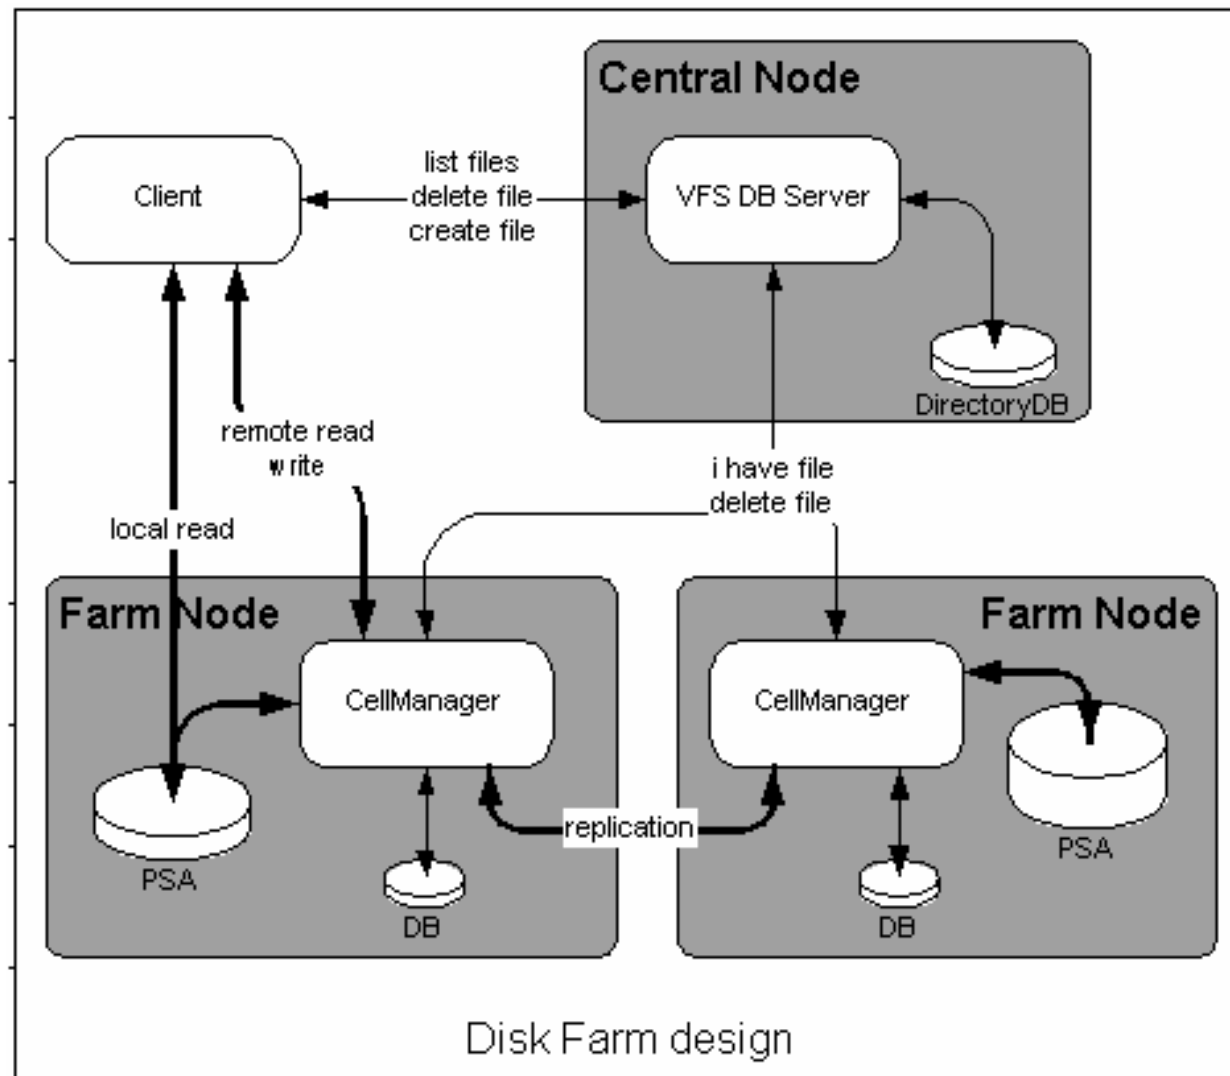 Central Node
Client
list files
delete file
create file
VFS DB Server
DirectoryDB
remote read
write
i have file
delete file
local read
Farm Node
Farm Node
CellManager
CellManager
PSA
replication
PSA
DB
DB
Disk Farm design